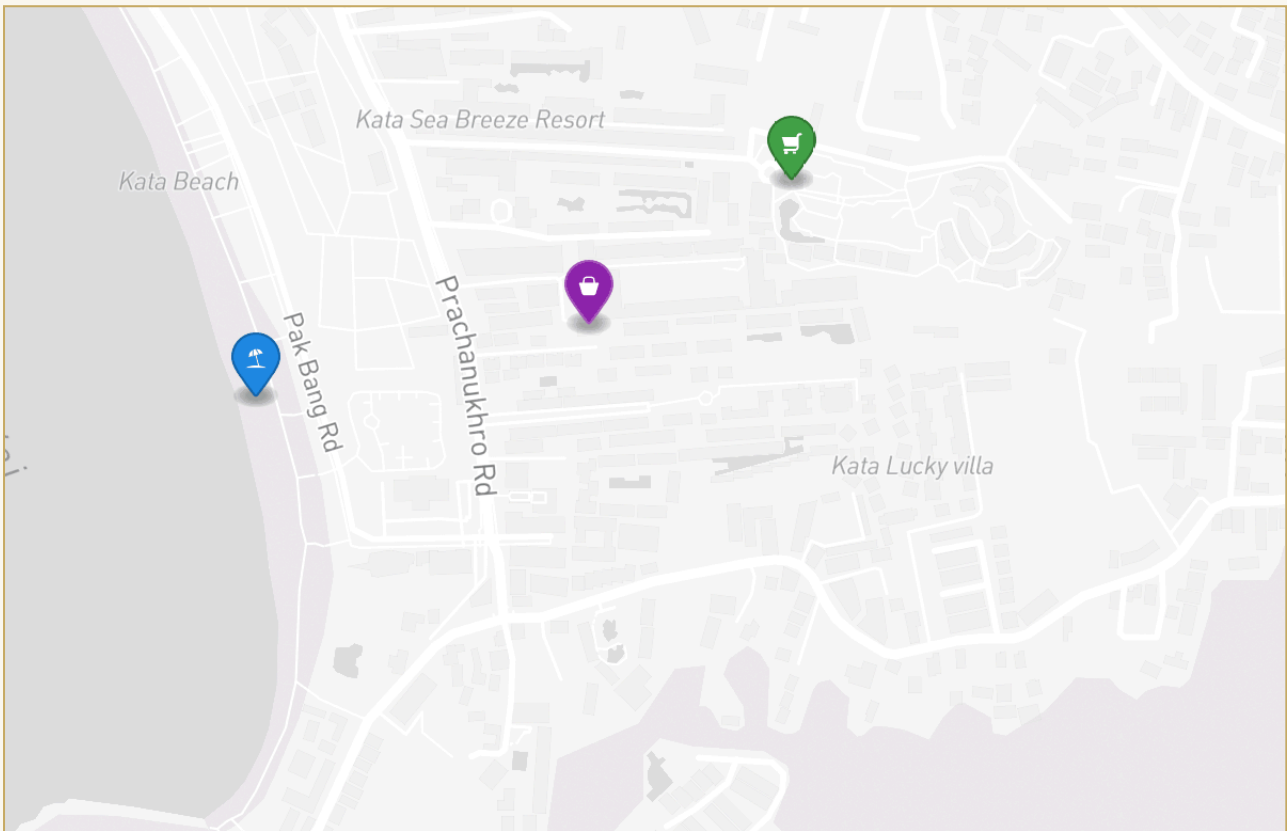 Kata Sea Breeze Resort
Kata Beach
Prachanukhro Rd
Pak Bang Rd
Kata Lucky villa